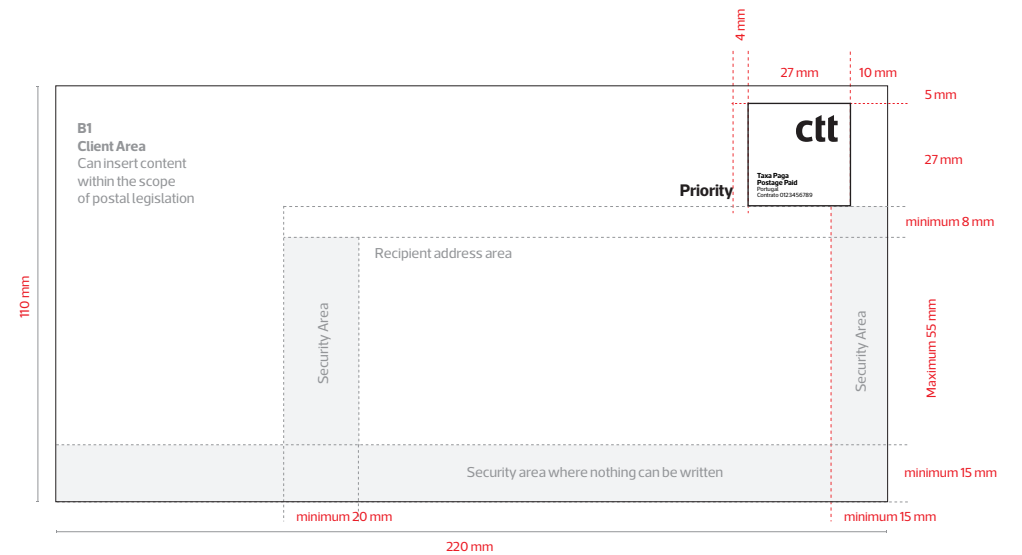 4 mm
27 mm
10 mm
5 mm
B1
Client Area
Can insert content
within the scope
of postal legislation
ctt
27 mm
Taxa Paga
Postage Paid
Portugal
Contrato 0123456789
Priority
minimum 8 mm
Recipient address area
110 mm
Security Area
Security Area
Maximum 55 mm
Security area where nothing can be written
minimum 15 mm
minimum 20 mm
minimum 15 mm
220 mm